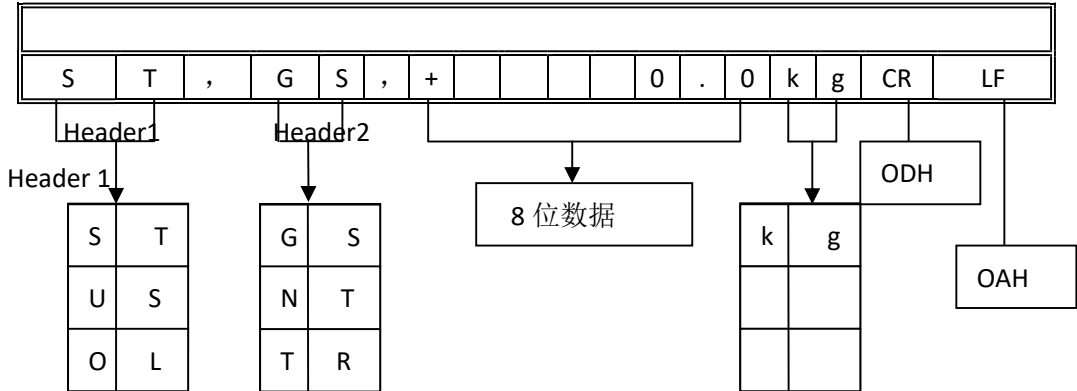 S T , G S , + 0 . 0 k g CR LF
Header1 Header2
Header 1
ODH
8 位数据
S T G S k g
OAH
U S N T
O L T R